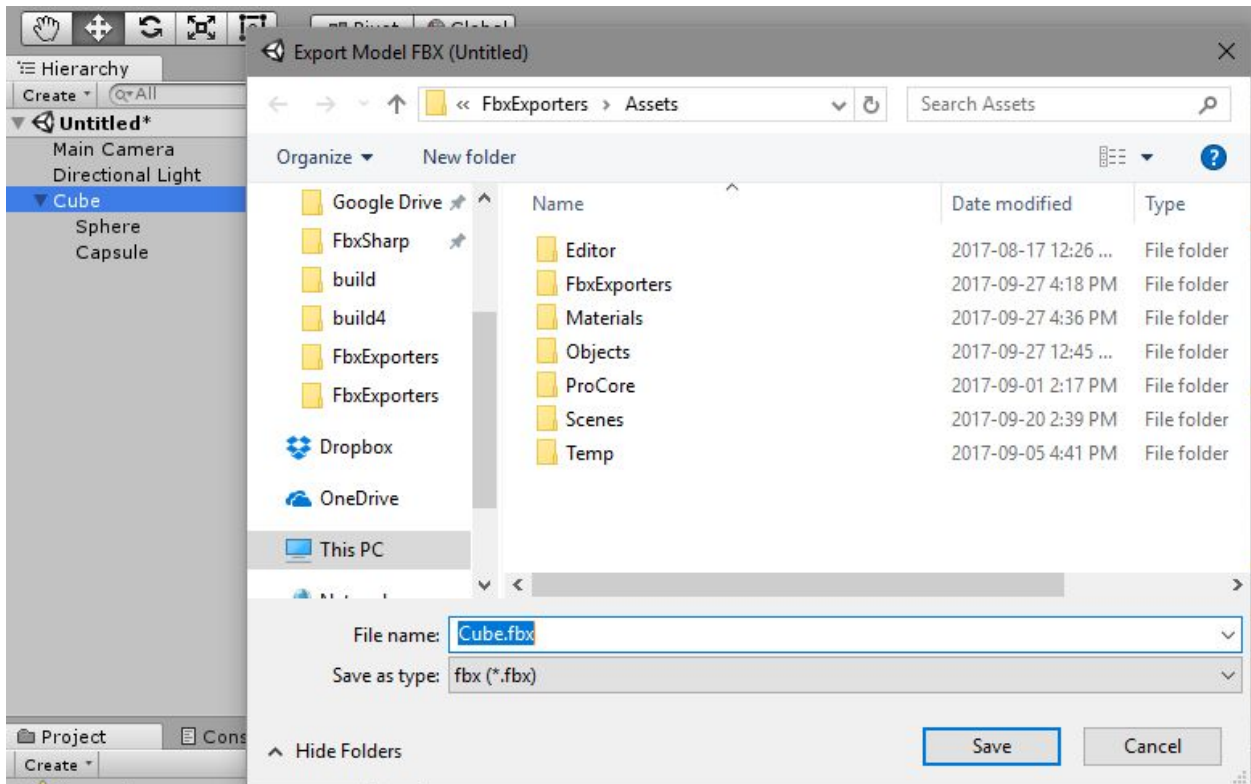 Pivot Global
Export Model FBX (Untitled)
Hierarchy
Create All
Untitled*
Main Camera
Directional Light
Cube
Sphere
Capsule
« FbxExporters > Assets
Search Assets
Organize New folder
Google Drive
FbxSharp
build
build4
FbxExporters
FbxExporters
Dropbox
OneDrive
This PC
Name Date modified Type
Editor 2017-08-17 12:26 ... File folder
FbxExporters 2017-09-27 4:18 PM File folder
Materials 2017-09-27 4:36 PM File folder
Objects 2017-09-27 12:45 ... File folder
ProCore 2017-09-01 2:17 PM File folder
Scenes 2017-09-20 2:39 PM File folder
Temp 2017-09-05 4:41 PM File folder
File name: Cube.fbx
Save as type: fbx (*.fbx)
Hide Folders
Save Cancel
Project Cons
Create